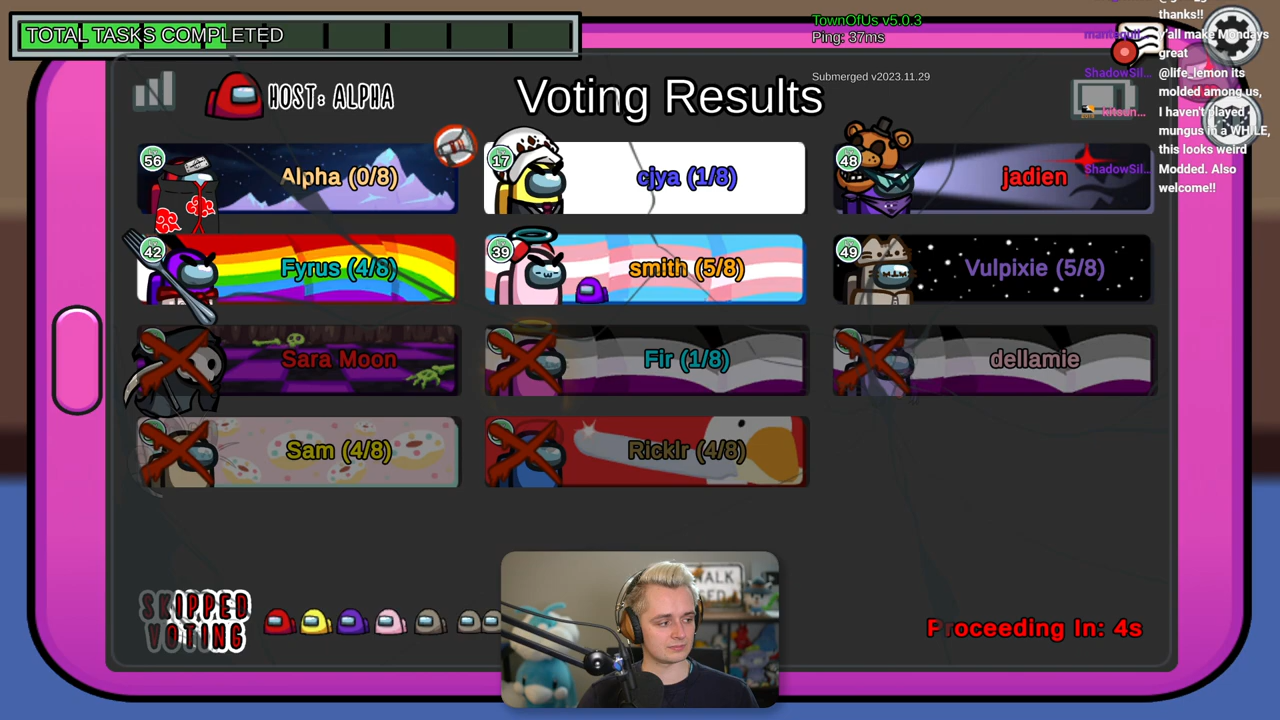 TOTAL TASKS COMPLETED
TownOfUs v5.0.3
Ping: 37ms
Submerged v2023.11.29
HOST: ALPHA
Voting Results
56
Alpha (0/8)
17
cjya (1/8)
48
jadien
42
Fyrus (4/8)
39
smith (5/8)
49
Vulpixie (5/8)
Sara Moon
Fir (1/8)
dellamie
Sam (4/8)
Ricklr (4/8)
SKIPPED
VOTING
TALK
Proceeding In: 4s
thanks!!
y'all make Mondays
great
ShadowSil...
@life_lemon its
molded among us,
kitsun...
I haven't played
mungus in a WHILE,
this looks weird
ShadowSil...
Modded. Also
welcome!!